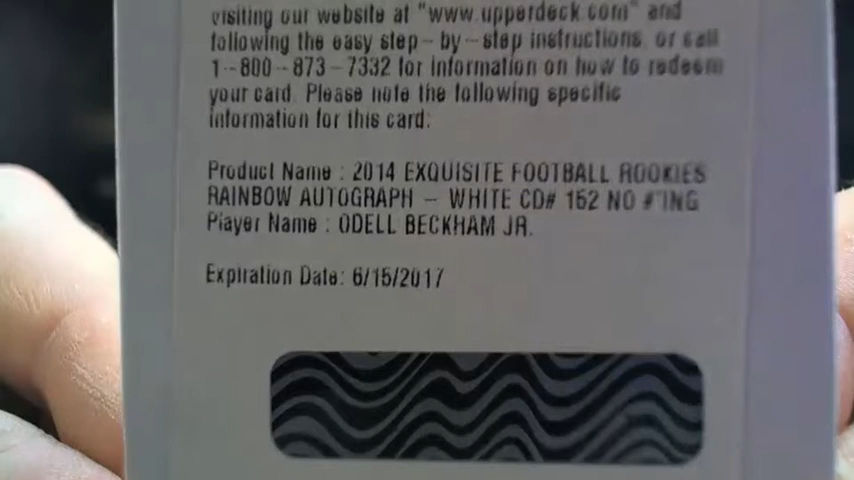 visiting our website at "www.upperdeck.com" and
following the easy step-by-step instructions, or call
1-800-873-7332 for information on how to redeem
your card. Please note the following specific
information for this card:
Product Name : 2014 EXQUISITE FOOTBALL ROOKIES
RAINBOW AUTOGRAPH - WHITE CD# 152 NO #'ING
Player Name : ODELL BECKHAM JR.
Expiration Date: 6/15/2017